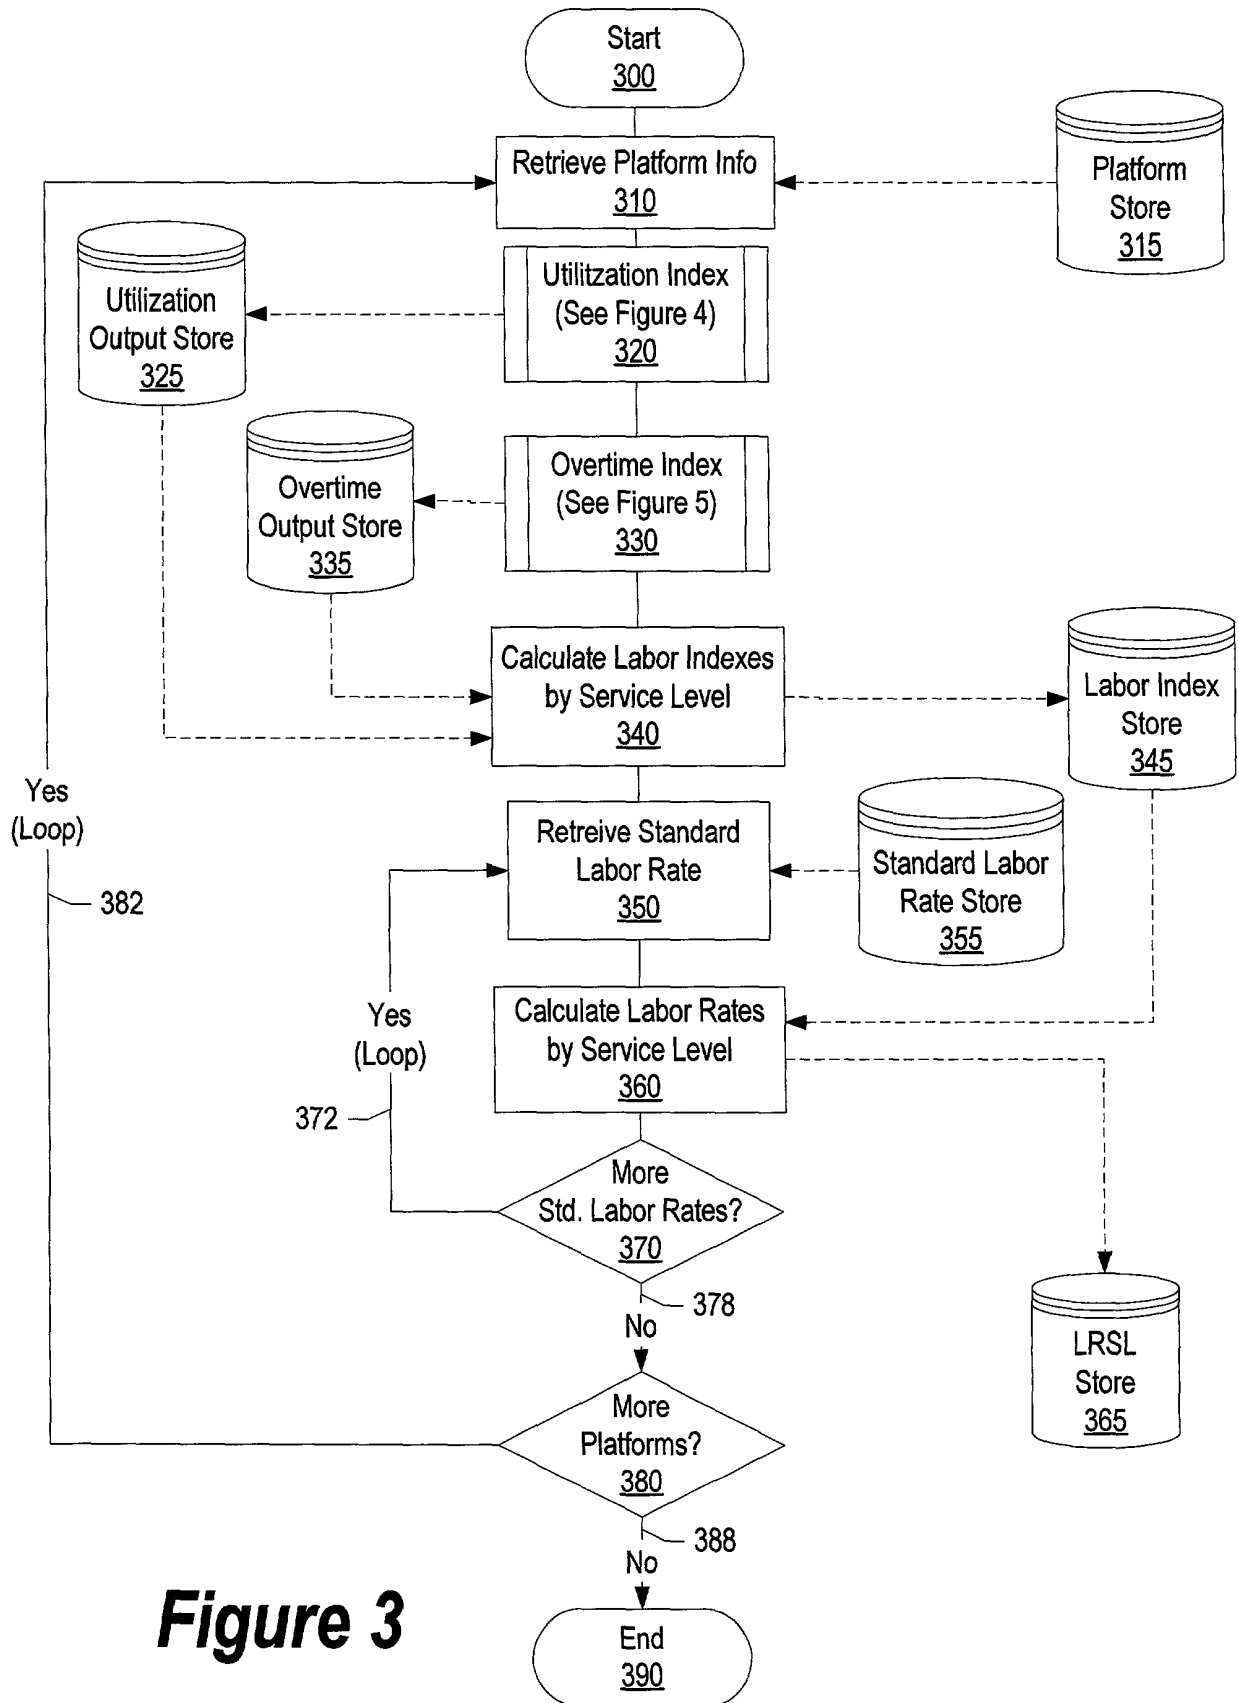 Start
300
Retrieve Platform Info
310
Platform
Store
315
Utilitzation Index
(See Figure 4)
320
Utilization
Output Store
325
Overtime Index
(See Figure 5)
330
Overtime
Output Store
335
Calculate Labor Indexes
by Service Level
340
Labor Index
Store
345
Yes
(Loop)
382
Retreive Standard
Labor Rate
350
Standard Labor
Rate Store
355
Calculate Labor Rates
by Service Level
360
Yes
(Loop)
372
More
Std. Labor Rates?
370
378
No
LRSL
Store
365
More
Platforms?
380
388
No
End
390
Figure 3